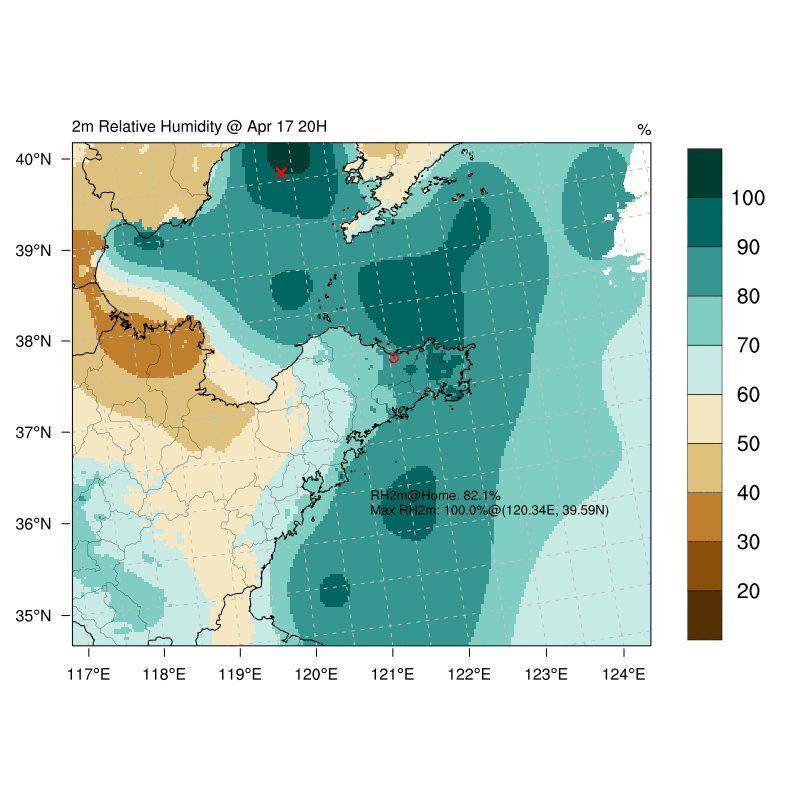 2m Relative Humidity @ Apr 17 20H
%
40°N
39°N
38°N
37°N
36°N
35°N
117°E
118°E
119°E
120°E
121°E
122°E
123°E
124°E
RH2m@Home: 82.1%
Max RH2m: 100.0%@(120.34E, 39.59N)
100
90
80
70
60
50
40
30
20